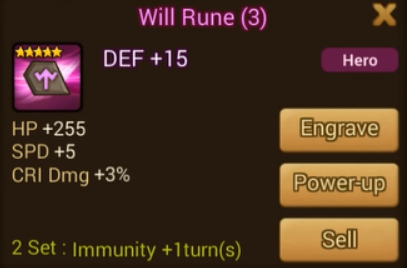 Will Rune (3)
DEF +15
Hero
HP +255
SPD +5
CRI Dmg +3%
Engrave
Power-up
Sell
2 Set : Immunity +1turn(s)